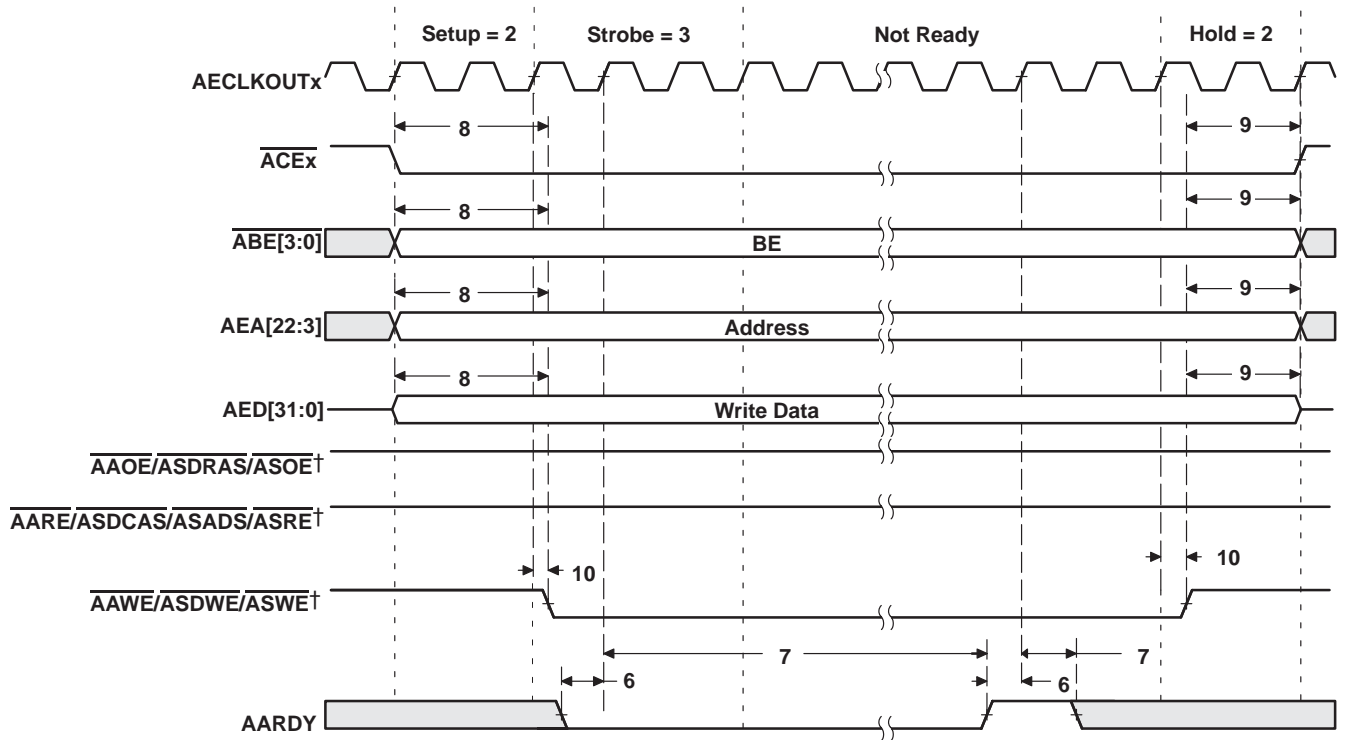 Setup = 2 Strobe = 3 Not Ready Hold = 2
AECLKOUTx
8 9
ACEx
8 9
ABE[3:0] BE
8 9
AEA[22:3] Address
8 9
AED[31:0] Write Data
AAOE/ASDRAS/ASOE†
AARE/ASDCAS/ASADS/ASRE†
10 10
AAWE/ASDWE/ASWE†
7 7
6 6
AARDY